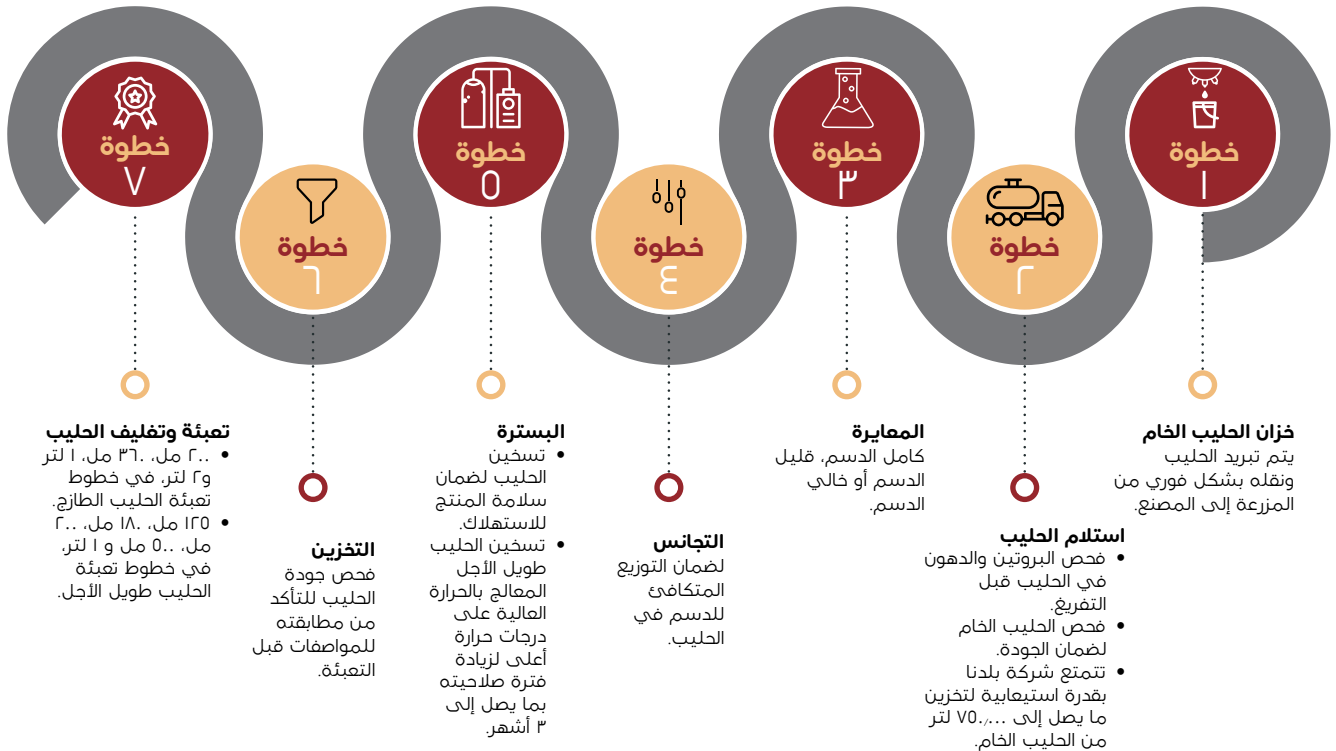 خطوة
١
خزان الحليب الخام
يتم تبريد الحليب
ونقله بشكل فوري من
المزرعة إلى المصنع.
خطوة
٢
استلام الحليب
• فحص البروتين والدهون
في الحليب قبل
التفريغ.
• فحص الحليب الخام
لضمان الجودة.
• تتمتع شركة بلدنا
بقدرة استيعابية لتخزين
ما يصل إلى ٧٥٠٫٠٠٠ لتر
من الحليب الخام.
خطوة
٣
المعايرة
كامل الدسم، قليل
الدسم أو خالي
الدسم.
خطوة
٤
التجانس
لضمان التوزيع
المتكافئ
للدسم في
الحليب.
خطوة
٥
البسترة
• تسخين
الحليب لضمان
سلامة المنتج
للاستهلاك.
• تسخين الحليب
طويل الأجل
المعالج بالحرارة
العالية على
درجات حرارة
أعلى لزيادة
فترة صلاحيته
بما يصل إلى
٣ أشهر.
خطوة
٦
التخزين
فحص جودة
الحليب للتأكد
من مطابقته
للمواصفات قبل
التعبئة.
خطوة
٧
تعبئة وتغليف الحليب
• ٢٠٠ مل، ٣٦٠ مل، ١ لتر
و٢ لتر، في خطوط
تعبئة الحليب الطازج.
• ١٢٥ مل، ١٨٠ مل، ٢٠٠
مل، ٥٠٠ مل و ١ لتر،
في خطوط تعبئة
الحليب طويل الأجل.